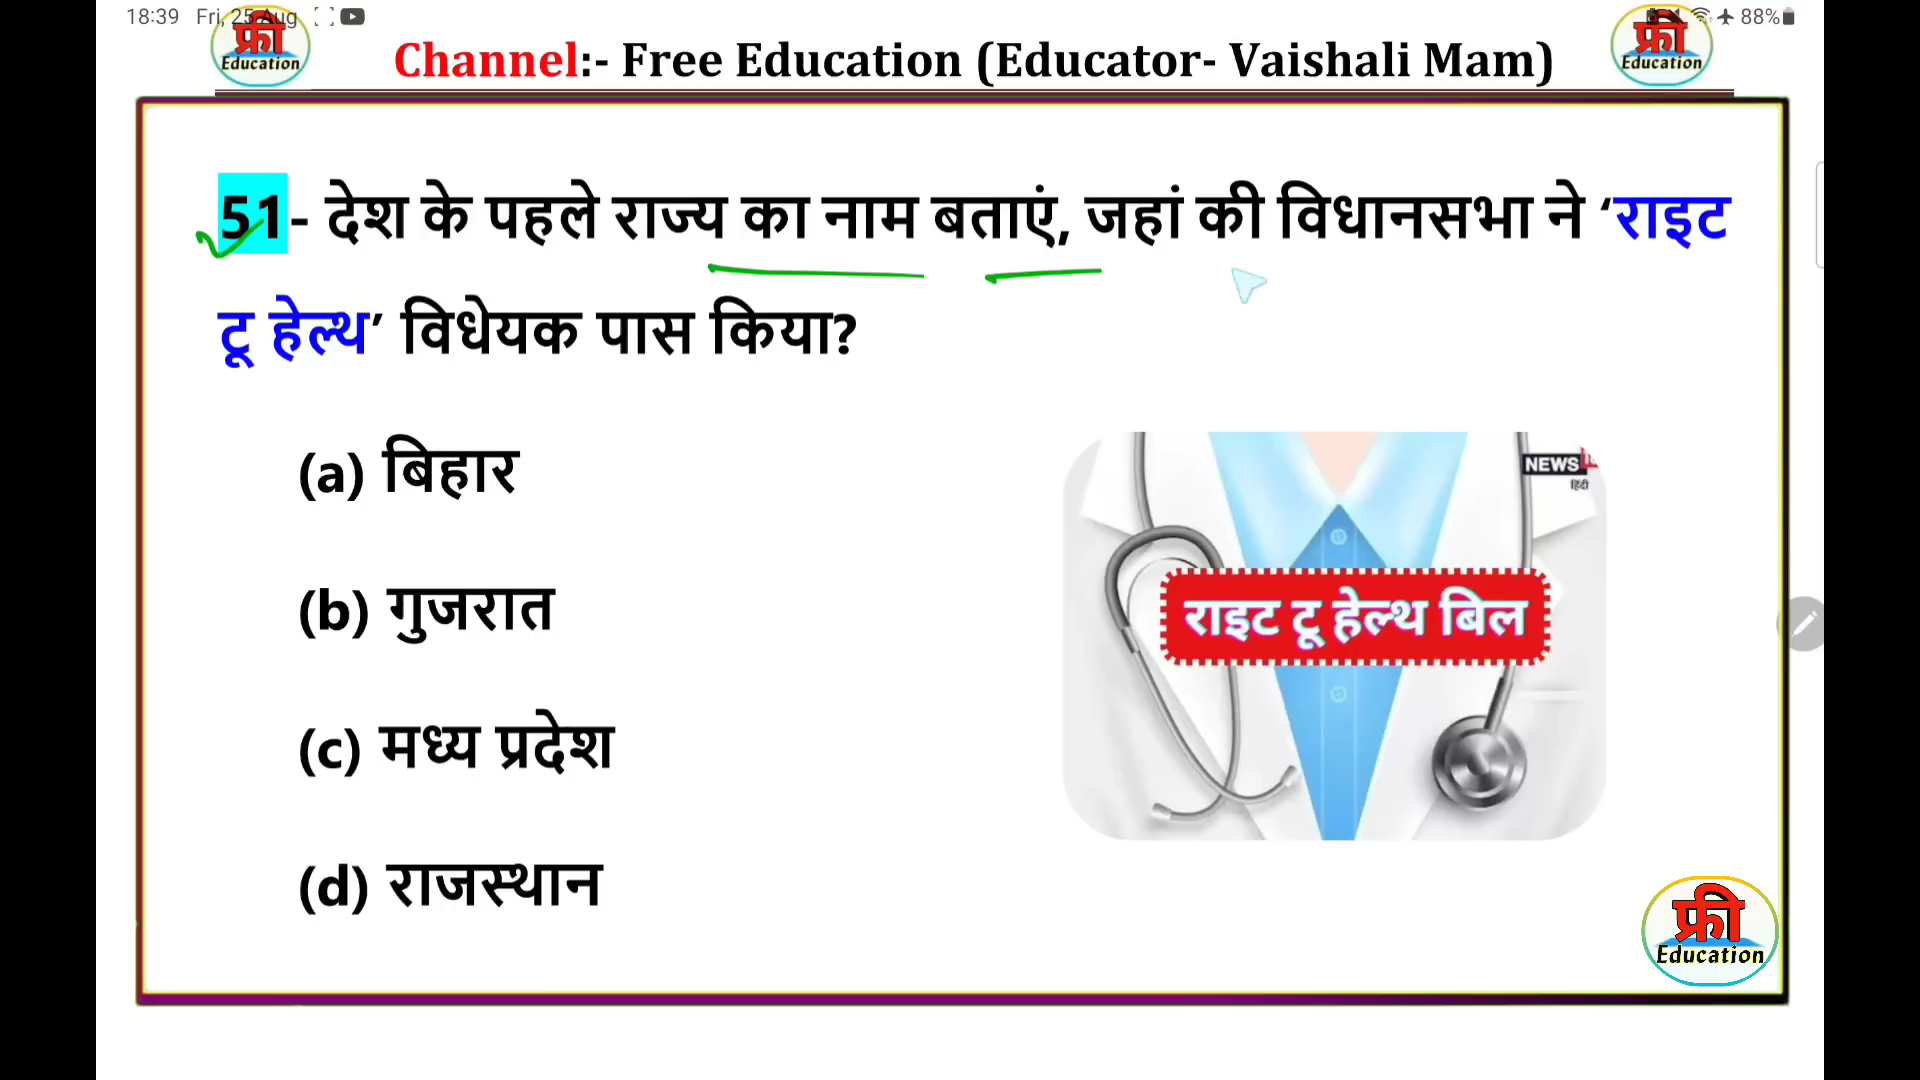 18:39 Fri, 25 Aug
88%
फ्री
Education
Channel:- Free Education (Educator- Vaishali Mam)
फ्री
Education
51- देश के पहले राज्य का नाम बताएं, जहां की विधानसभा ने ‘राइट
टू हेल्थ’ विधेयक पास किया?
(a) बिहार
(b) गुजरात
(c) मध्य प्रदेश
(d) राजस्थान
NEWS
हिंदी
राइट टू हेल्थ बिल
फ्री
Education